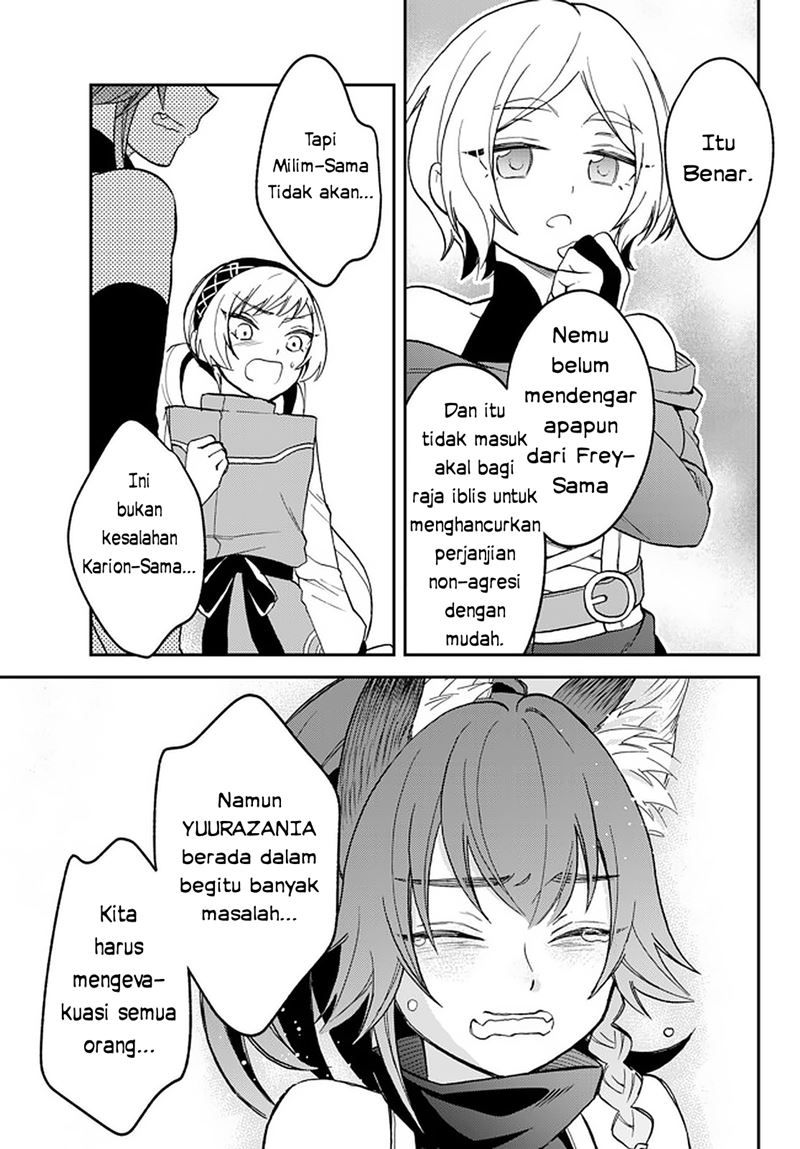 Itu
Benar.
Nemu
belum
mendengar
apapun
dari Frey-
Sama
Dan itu
tidak masuk
akal bagi
raja iblis untuk
menghancurkan
perjanjian
non-agresi
dengan
mudah.
Tapi
Milim-Sama
Tidak akan...
Ini
bukan
kesalahan
Karion-Sama...
Namun
YUURAZANIA
berada dalam
begitu banyak
masalah...
Kita
harus
mengeva-
kuasi semua
orang...